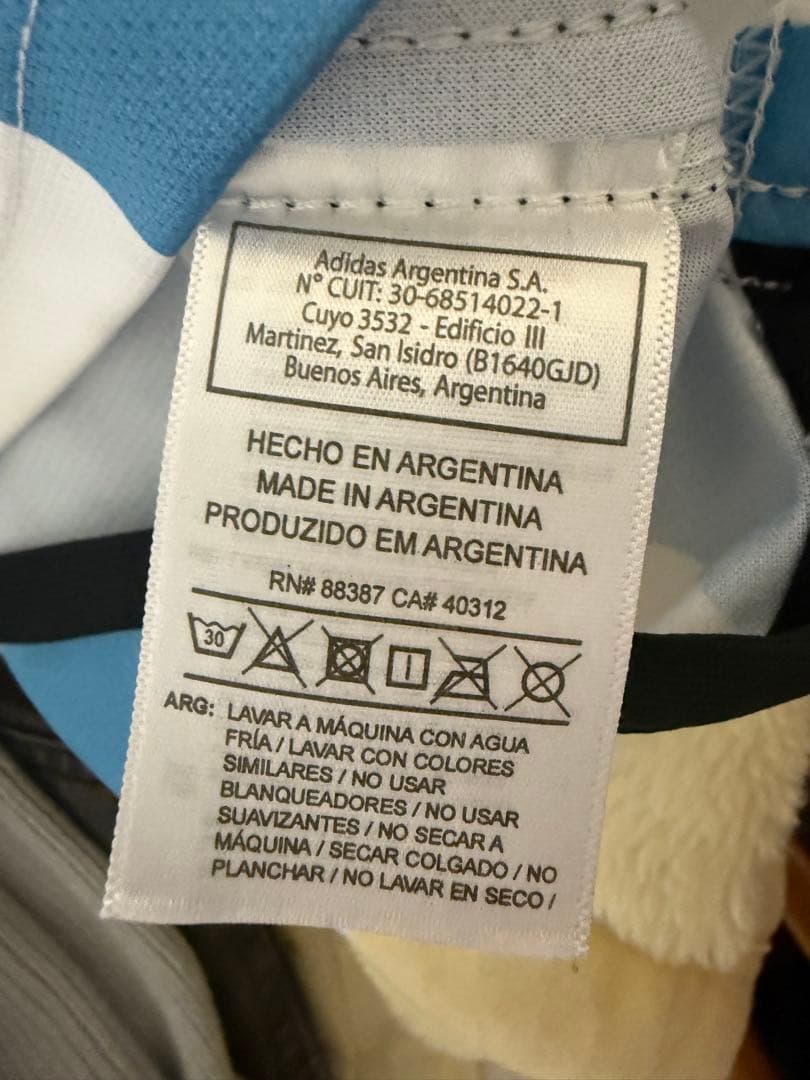 Adidas Argentina S.A.
N° CUIT: 30-68514022-1
Cuyo 3532 - Edificio III
Martinez, San Isidro (B1640GJD)
Buenos Aires, Argentina
HECHO EN ARGENTINA
MADE IN ARGENTINA
PRODUZIDO EM ARGENTINA
RN# 88387 CA# 40312
30
ARG: LAVAR A MÁQUINA CON AGUA
FRÍA / LAVAR CON COLORES
SIMILARES / NO USAR
BLANQUEADORES / NO USAR
SUAVIZANTES / NO SECAR A
MÁQUINA / SECAR COLGADO / NO
PLANCHAR / NO LAVAR EN SECO /